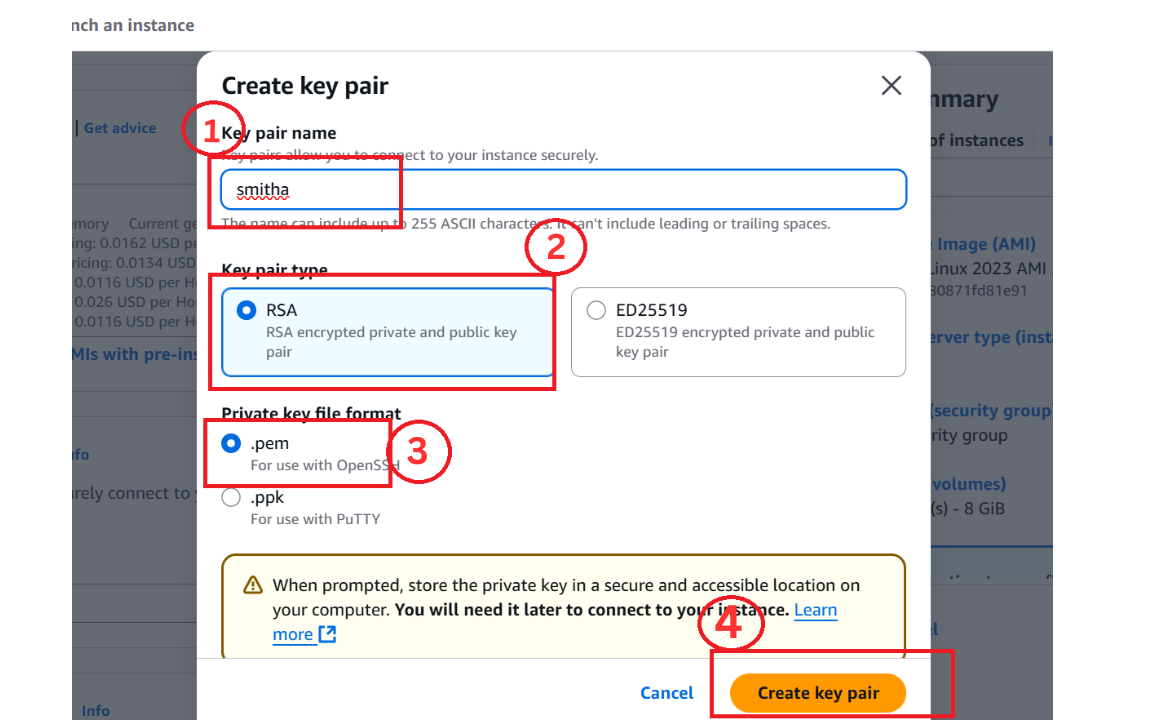 nch an instance
Create key pair
mmary
1
Key pair name
Get advice
of instances
Key pairs allow you to connect to your instance securely.
smitha
The name can include up to 255 ASCII characters. It can't include leading or trailing spaces.
emory Current ge
ing: 0.0162 USD pe
ricing: 0.0134 USD
0.0116 USD per H
0.026 USD per Ho
0.0116 USD per H
MIs with pre-ins
2
Image (AMI)
Linux 2023 AMI
80871fd81e91
Key pair type
RSA
RSA encrypted private and public key
pair
ED25519
ED25519 encrypted private and public
key pair
erver type (inst
Private key file format
(security group)
rity group
.pem
For use with OpenSSH
3
nfo
urely connect to
.ppk
For use with PuTTY
volumes)
(s) - 8 GiB
When prompted, store the private key in a secure and accessible location on
your computer. You will need it later to connect to your instance. Learn
more
4
Cancel
Create key pair
Info